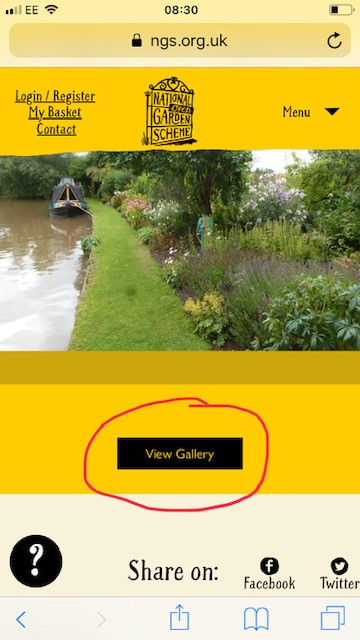 EE
08:30
ngs.org.uk
Login / Register
My Basket
Contact
NATIONAL
OPEN
GARDEN
SCHEME
Menu
View Gallery
?
Share on:
Facebook
Twitter